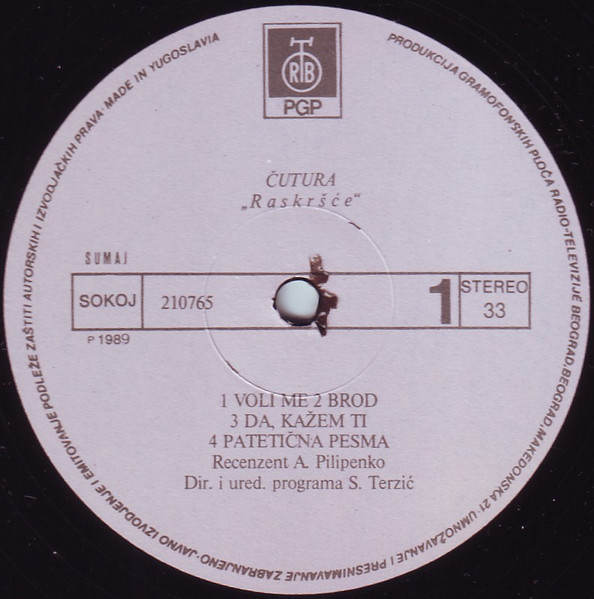 RTB
PGP
ČUTURA
„Raskršće“
SUMAJ
SOKOJ
210765
1
STEREO
33
P 1989
1 VOLI ME 2 BROD
3 DA, KAŽEM TI
4 PATETIČNA PESMA
Recenzent A. Pilipenko
Dir. i ured. programa S. Terzić
PRODUKCIJA GRAMOFONSKIH PLOČA RADIO-TELEVIZIJE BEOGRAD, BEOGRAD, MAKEDONSKA 21 · UMNOŽAVANJE I PRESNIMAVANJE ZABRANJENO · JAVNO IZVODJENJE I EMITOVANJE PODLEŽE ZAŠTITI AUTORSKIH I IZVODJAČKIH PRAVA · MADE IN YUGOSLAVIA